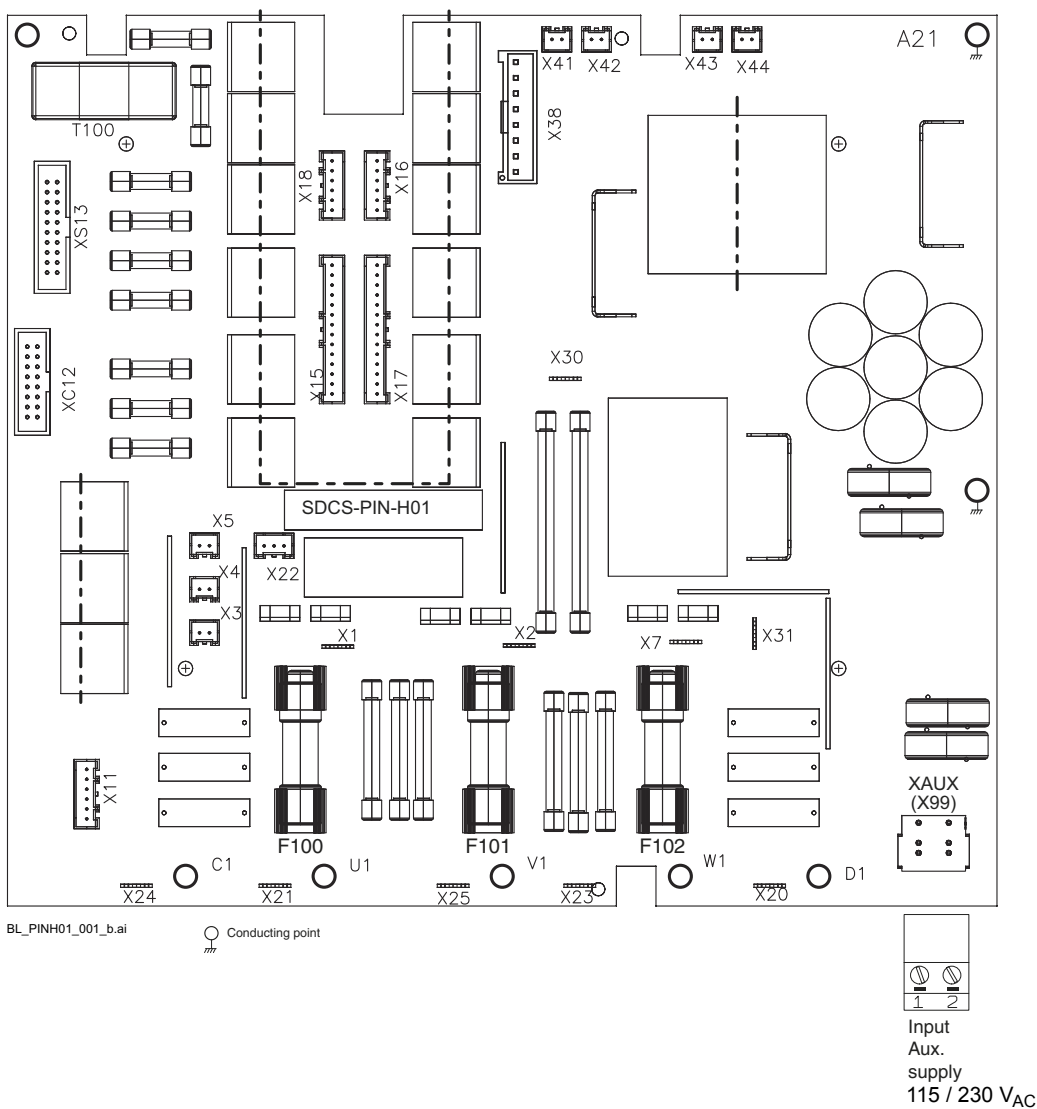 A21
X41
X42
X43
X44
X38
T100
X18
X16
XS13
X15
X17
XC12
X30
SDCS-PIN-H01
X5
X4
X22
X3
X1
X2
X7
X31
X11
XAUX
(X99)
F100
F101
F102
C1
U1
V1
W1
D1
X24
X21
X25
X23
X20
BL_PINH01_001_b.ai
Conducting point
1 2
Input
Aux.
supply
115 / 230 VAC